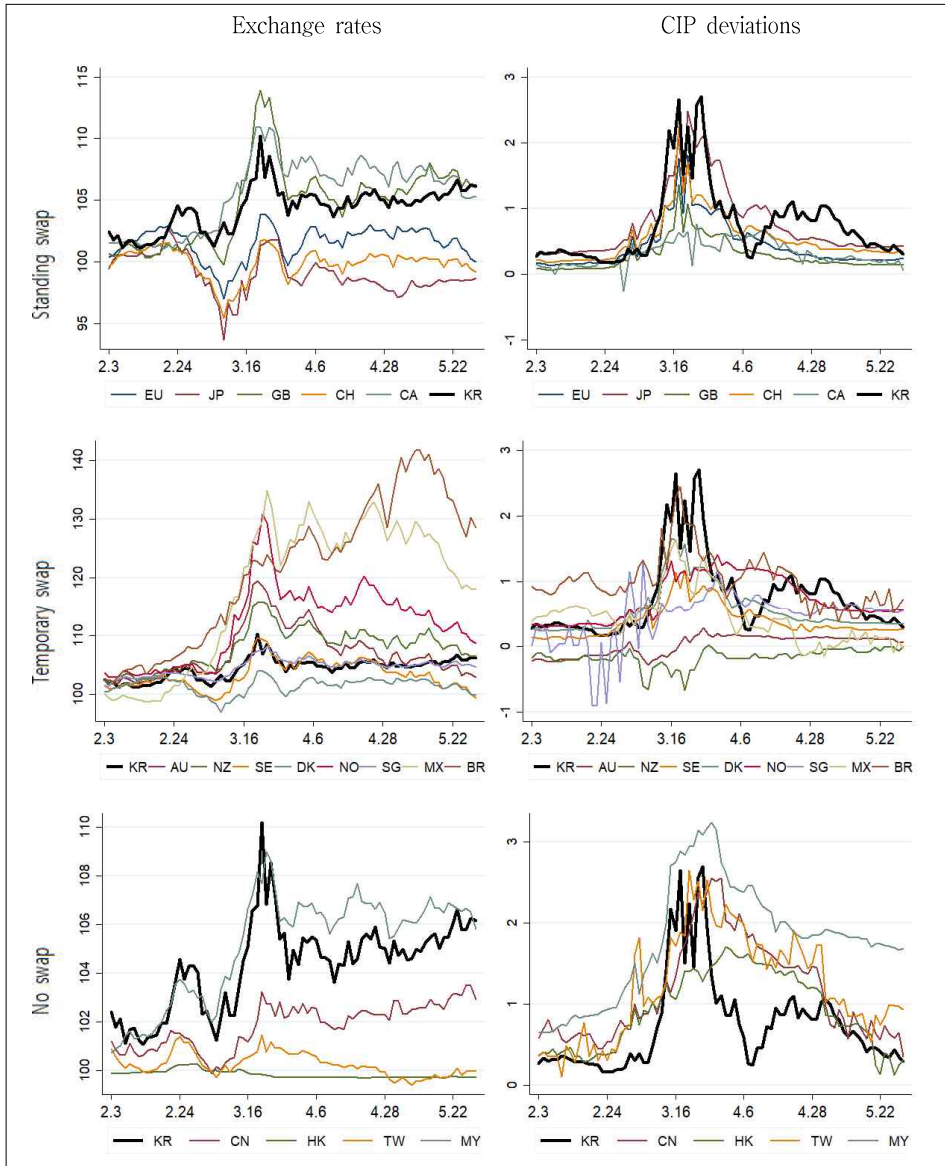 Exchange rates
CIP deviations
Standing swap
115
110
105
100
95
2.3 2.24 3.16 4.6 4.28 5.22
EU JP GB CH CA KR
3
2
1
0
-1
2.3 2.24 3.16 4.6 4.28 5.22
EU JP GB CH CA KR
Temporary swap
140
130
120
110
100
2.3 2.24 3.16 4.6 4.28 5.22
KR AU NZ SE DK NO SG MX BR
3
2
1
0
-1
2.3 2.24 3.16 4.6 4.28 5.22
KR AU NZ SE DK NO SG MX BR
No swap
110
108
106
104
102
100
2.3 2.24 3.16 4.6 4.28 5.22
KR CN HK TW MY
3
2
1
0
2.3 2.24 3.16 4.6 4.28 5.22
KR CN HK TW MY